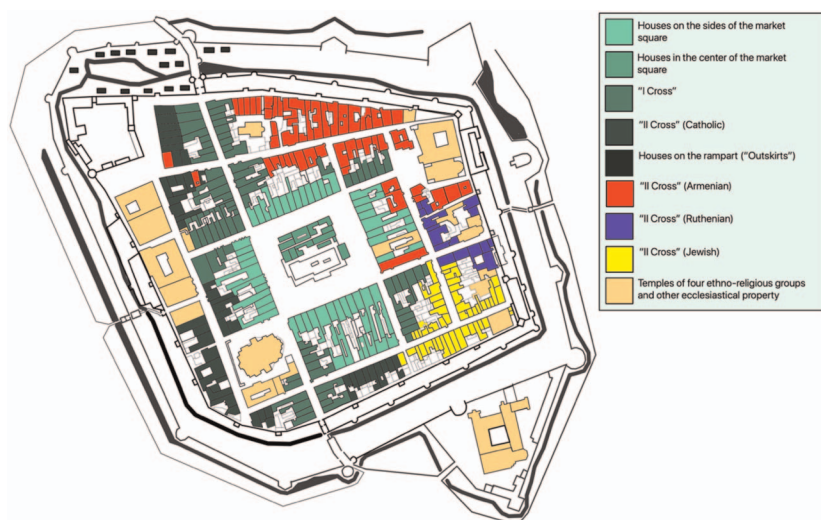 Houses on the sides of the market
square
Houses in the center of the market
square
"I Cross"
"II Cross" (Catholic)
Houses on the rampart ("Outskirts")
"II Cross" (Armenian)
"II Cross" (Ruthenian)
"II Cross" (Jewish)
Temples of four ethno-religious groups
and other ecclesiastical property